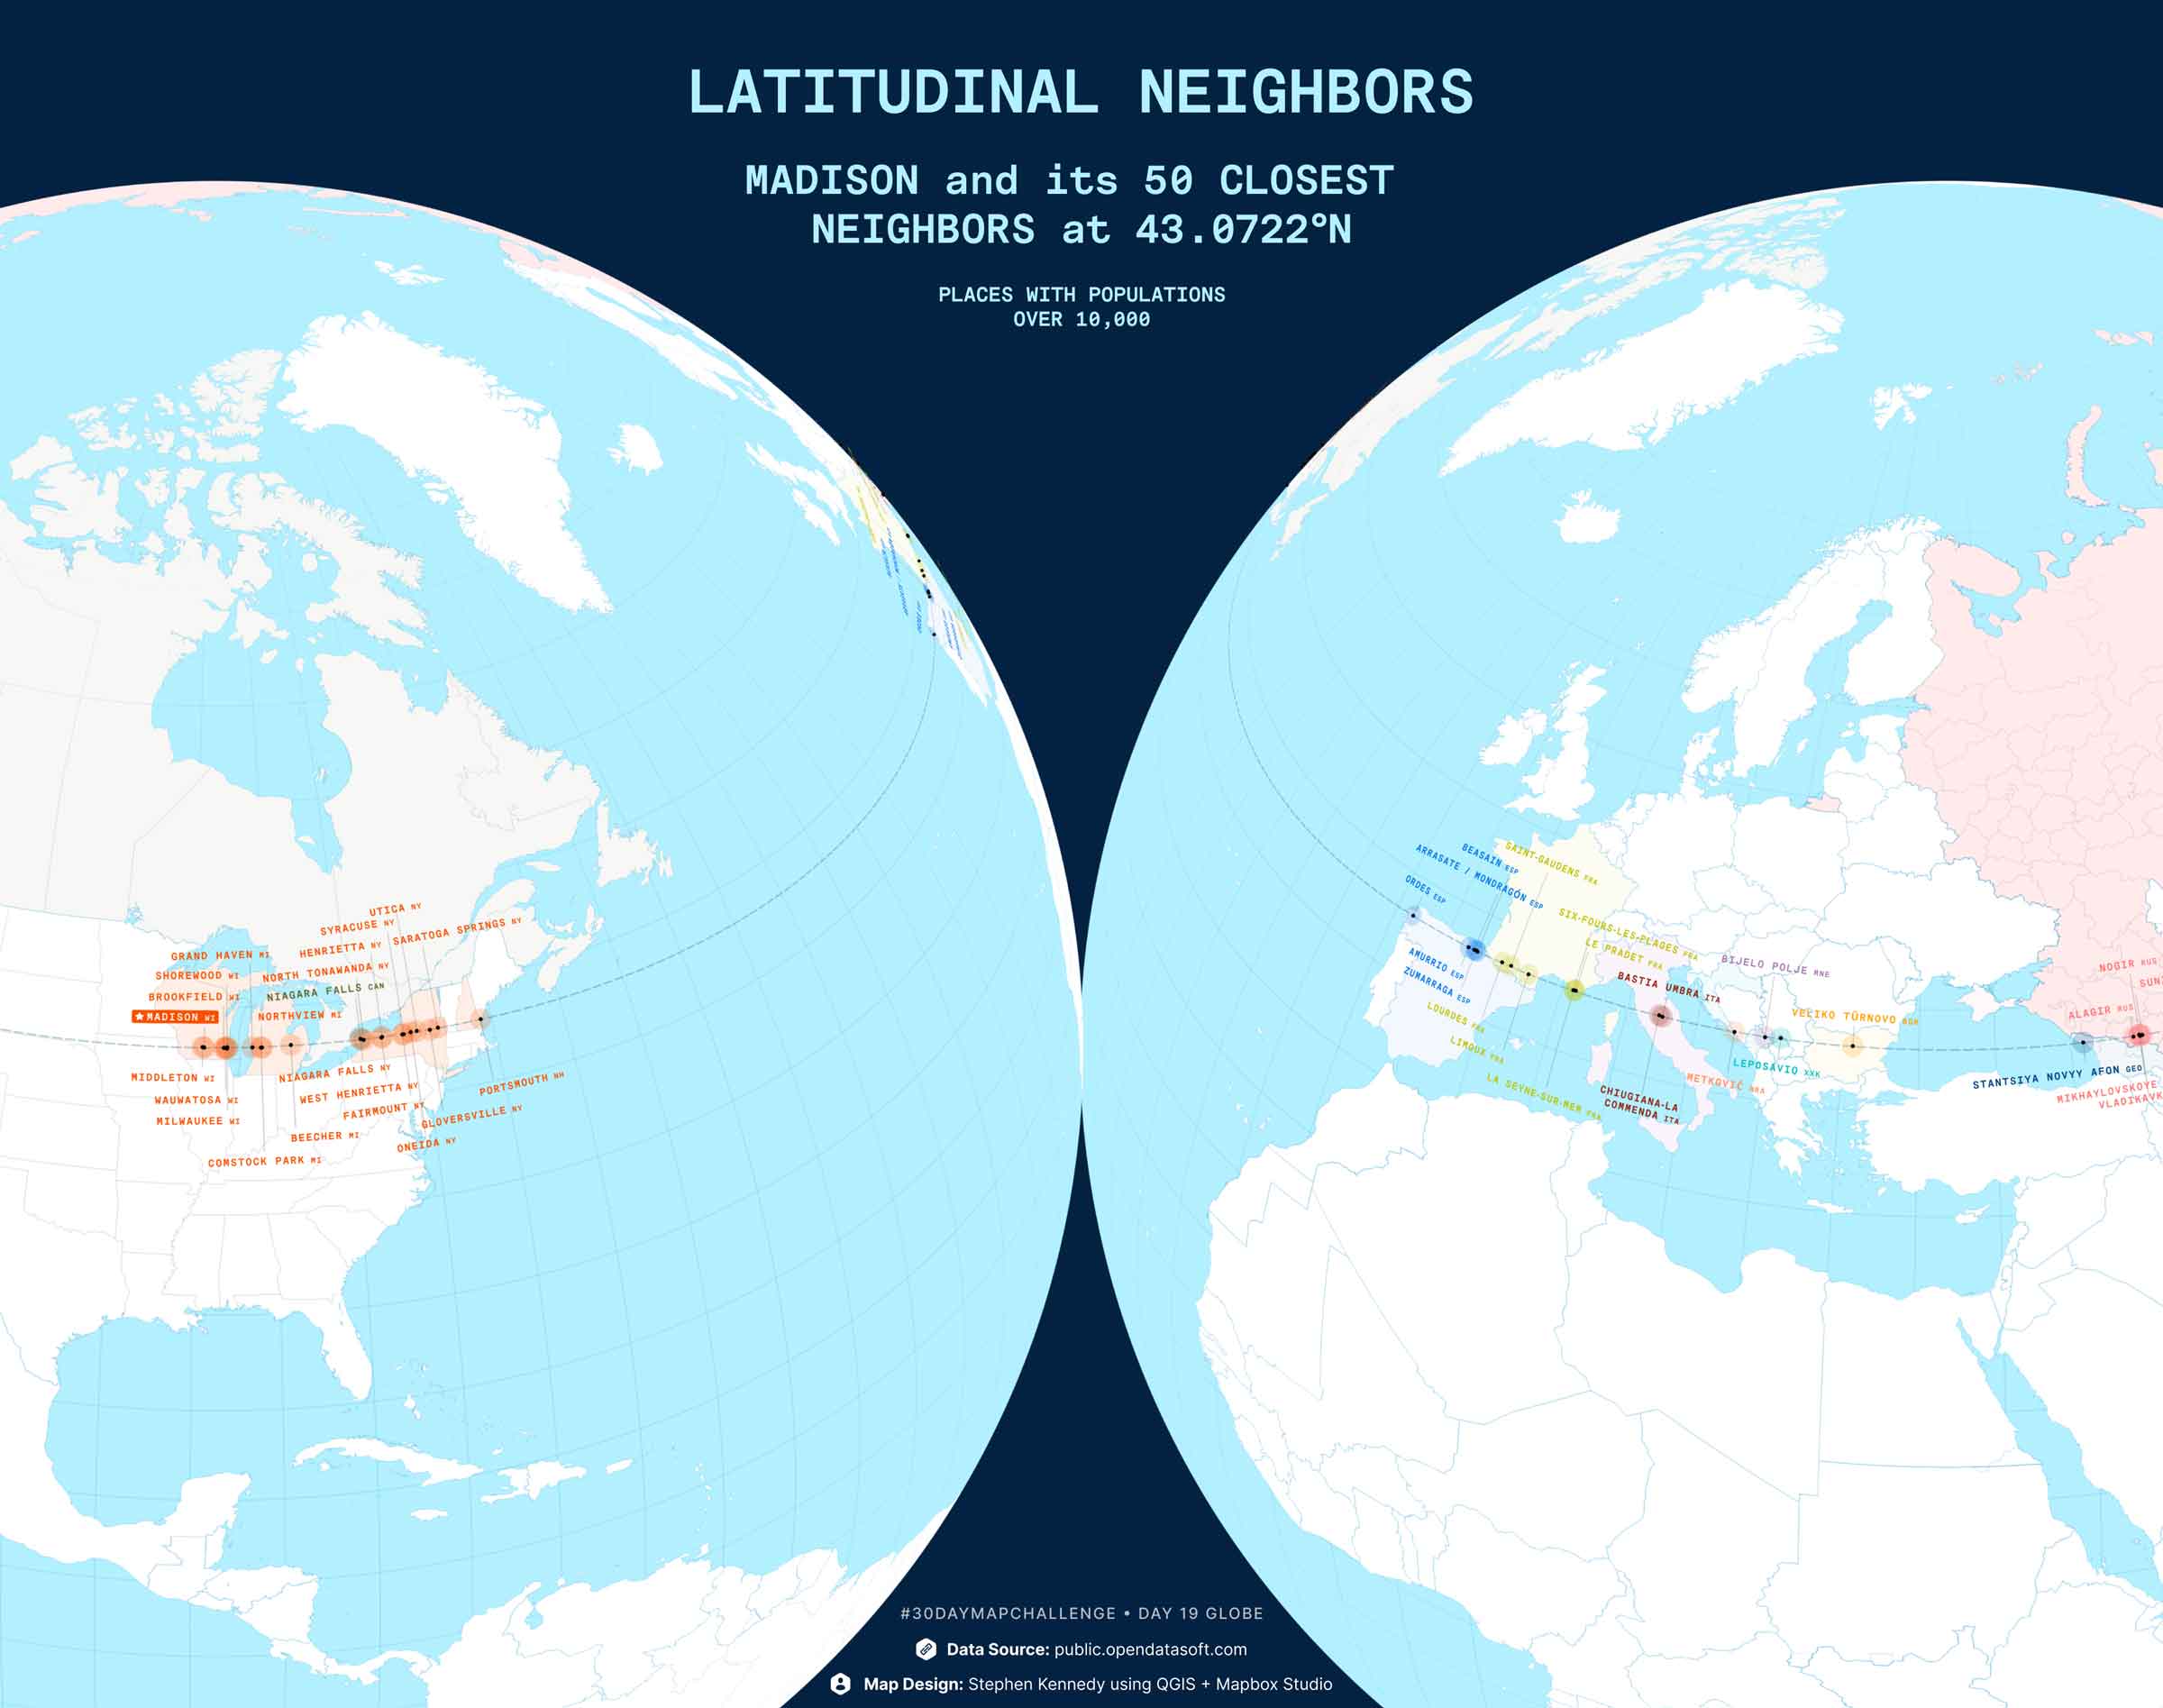 LATITUDINAL NEIGHBORS
MADISON and its 50 CLOSEST
NEIGHBORS at 43.0722°N
PLACES WITH POPULATIONS
OVER 10,000
UTICA NY
SYRACUSE NY
SARATOGA SPRINGS NY
HENRIETTA NY
GRAND HAVEN MI
NORTH TONAWANDA NY
SHOREWOOD WI
NIAGARA FALLS CAN
BROOKFIELD WI
NORTHVIEW MI
MADISON WI
MIDDLETON WI
NIAGARA FALLS NY
PORTSMOUTH NH
WAUWATOSA WI
WEST HENRIETTA NY
MILWAUKEE WI
FAIRMOUNT NY
GLOVERSVILLE NY
BEECHER MI
ONEIDA NY
COMSTOCK PARK MI
SAINT-GAUDENS FRA
BEASAIN ESP
ARRASATE / MONDRAGÓN ESP
ORDES ESP
SIX-FOURS-LES-PLAGES FRA
LE PRADET FRA
AMURRIO ESP
ZUMARRAGA ESP
LOURDES FRA
LIMOUX FRA
LA SEYNE-SUR-MER FRA
BASTIA UMBRA ITA
CHIUGIANA-LA
COMMENDA ITA
BIJELO POLJE MNE
METKOVIĆ HRA
LEPOSAVIQ XXK
VELIKO TŬRNOVO BGR
NOGIR RUS
SUN
ALAGIR RUS
STANTSIYA NOVYY AFON GEO
MIKHAYLOVSKOYE
VLADIKAVK
#30DAYMAPCHALLENGE • DAY 19 GLOBE
Data Source: public.opendatasoft.com
Map Design: Stephen Kennedy using QGIS + Mapbox Studio